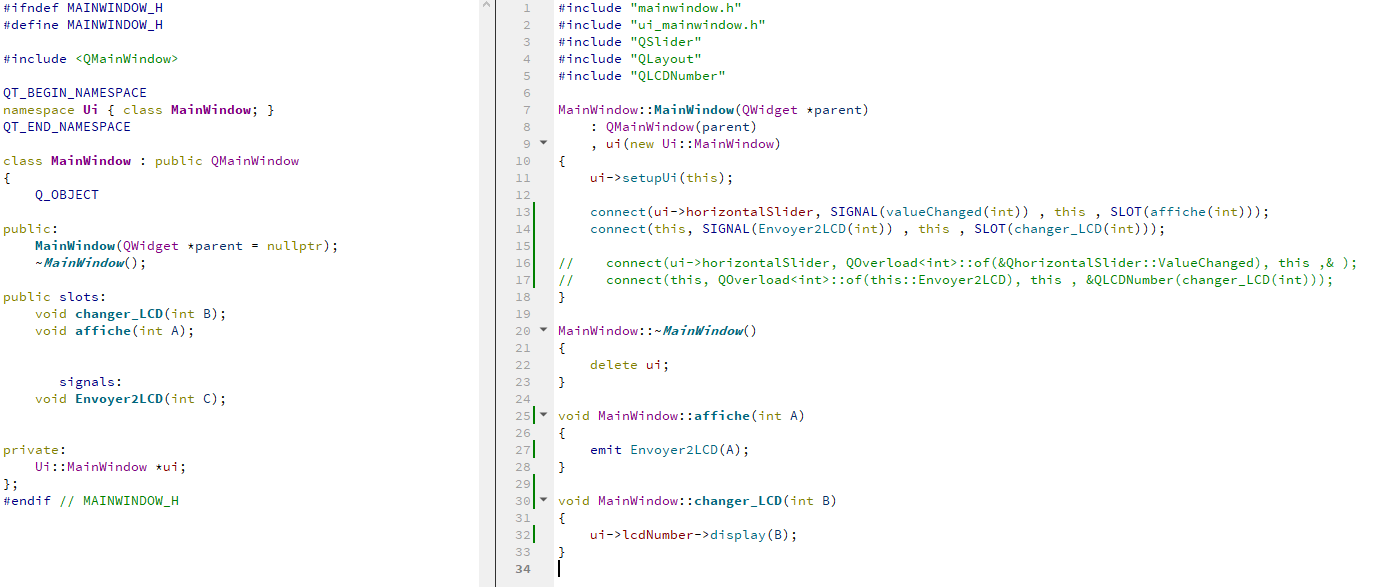 #ifndef MAINWINDOW_H
#define MAINWINDOW_H
#include <QMainWindow>
QT_BEGIN_NAMESPACE
namespace Ui { class MainWindow; }
QT_END_NAMESPACE
class MainWindow : public QMainWindow
{
    Q_OBJECT
public:
    MainWindow(QWidget *parent = nullptr);
    ~MainWindow();
public slots:
    void changer_LCD(int B);
    void affiche(int A);
       signals:
    void Envoyer2LCD(int C);
private:
    Ui::MainWindow *ui;
};
#endif // MAINWINDOW_H
1 #include "mainwindow.h"
2 #include "ui_mainwindow.h"
3 #include "QSlider"
4 #include "QLayout"
5 #include "QLCDNumber"
6
7 MainWindow::MainWindow(QWidget *parent)
8     : QMainWindow(parent)
9     , ui(new Ui::MainWindow)
10 {
11     ui->setupUi(this);
12
13     connect(ui->horizontalSlider, SIGNAL(valueChanged(int)) , this , SLOT(affiche(int)));
14     connect(this, SIGNAL(Envoyer2LCD(int)) , this , SLOT(changer_LCD(int)));
15
16 //    connect(ui->horizontalSlider, QOverload<int>::of(&QhorizontalSlider::ValueChanged), this ,& );
17 //    connect(this, QOverload<int>::of(this::Envoyer2LCD), this , &QLCDNumber(changer_LCD(int)));
18 }
19
20 MainWindow::~MainWindow()
21 {
22     delete ui;
23 }
24
25 void MainWindow::affiche(int A)
26 {
27     emit Envoyer2LCD(A);
28 }
29
30 void MainWindow::changer_LCD(int B)
31 {
32     ui->lcdNumber->display(B);
33 }
34